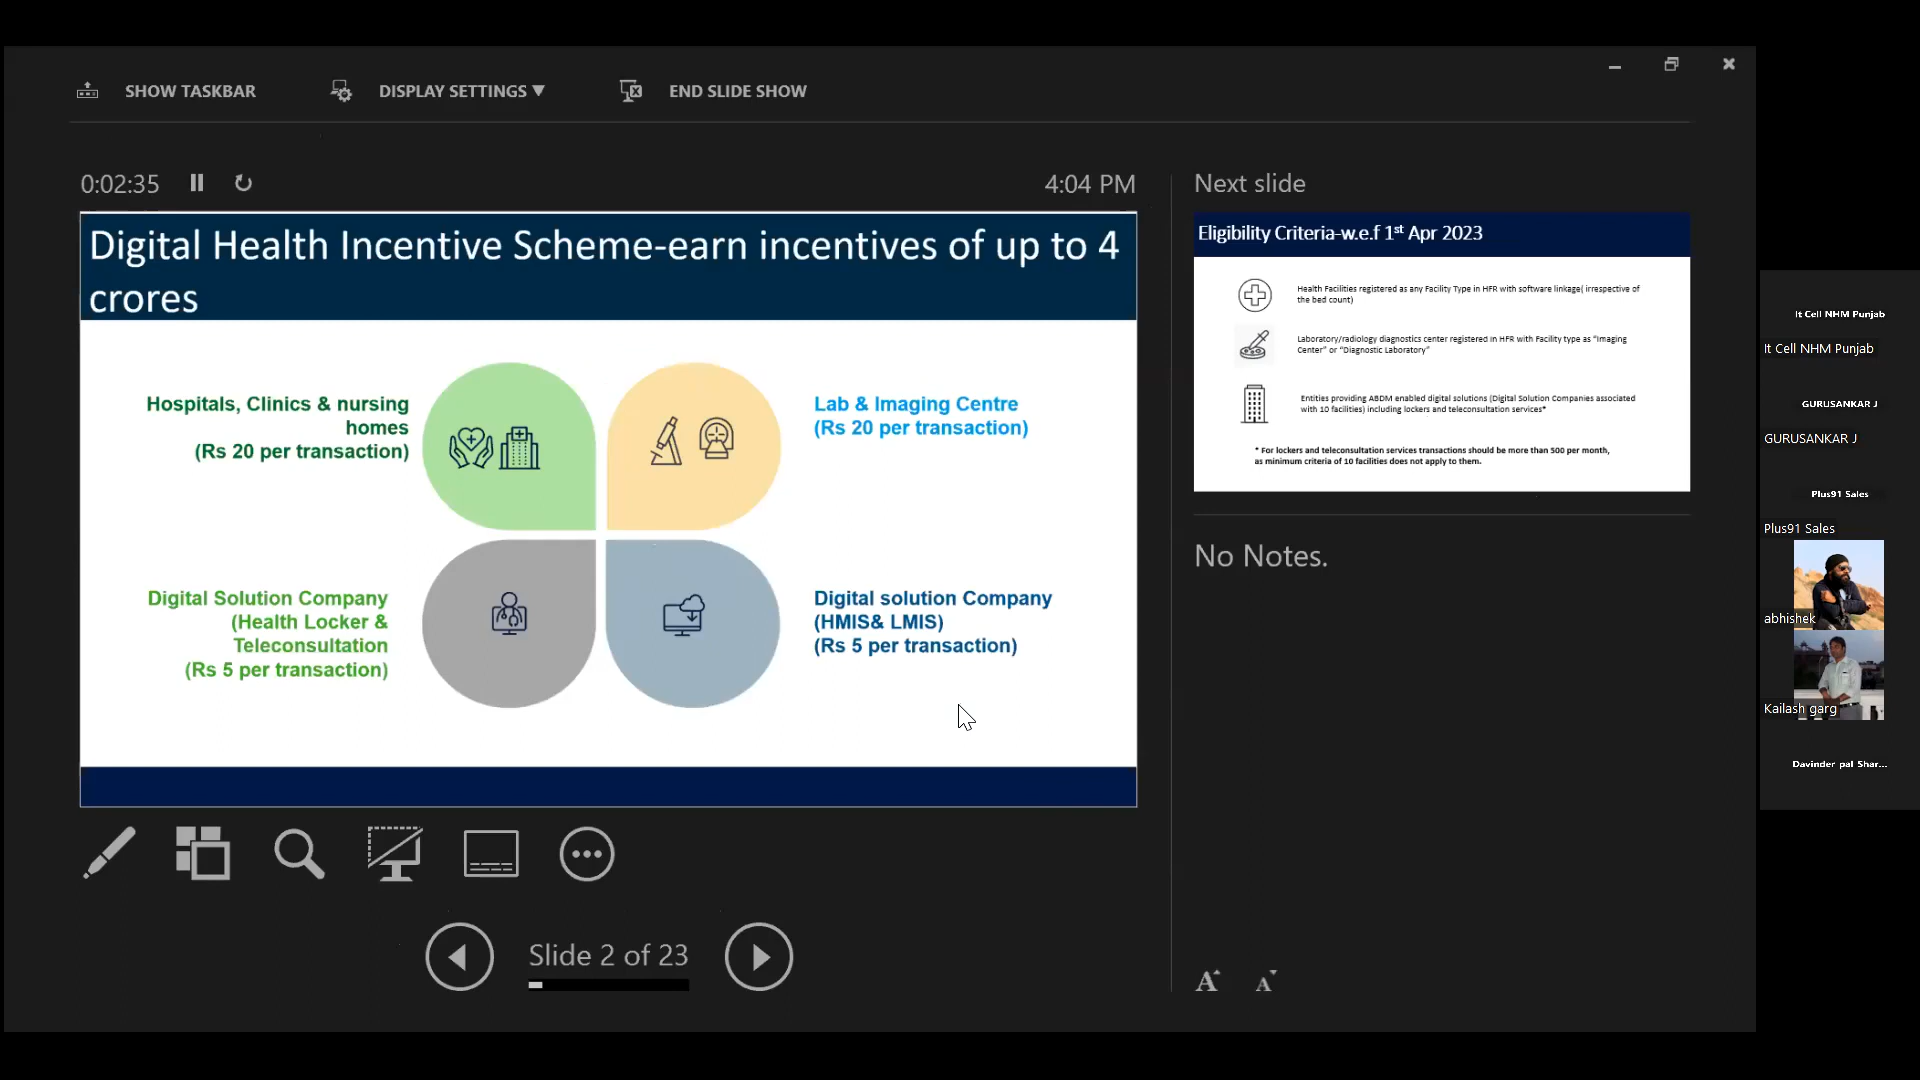 SHOW TASKBAR
DISPLAY SETTINGS ▼
END SLIDE SHOW
0:02:35
4:04 PM
Digital Health Incentive Scheme-earn incentives of up to 4
crores
Hospitals, Clinics & nursing
homes
(Rs 20 per transaction)
Lab & Imaging Centre
(Rs 20 per transaction)
Digital Solution Company
(Health Locker &
Teleconsultation
(Rs 5 per transaction)
Digital solution Company
(HMIS& LMIS)
(Rs 5 per transaction)
Slide 2 of 23
Next slide
Eligibility Criteria-w.e.f 1st Apr 2023
Health Facilities registered as any Facility Type in HFR with software linkage( irrespective of
the bed count)
Laboratory/radiology diagnostics center registered in HFR with Facility type as “Imaging
Center” or “Diagnostic Laboratory”
Entities providing ABDM enabled digital solutions (Digital Solution Companies associated
with 10 facilities) including lockers and teleconsultation services*
* For lockers and teleconsultation services transactions should be more than 500 per month,
as minimum criteria of 10 facilities does not apply to them.
No Notes.
A A
It Cell NHM Punjab
It Cell NHM Punjab
GURUSANKAR J
GURUSANKAR J
Plus91 Sales
Plus91 Sales
abhishek
Kailash garg
Davinder pal Shar...